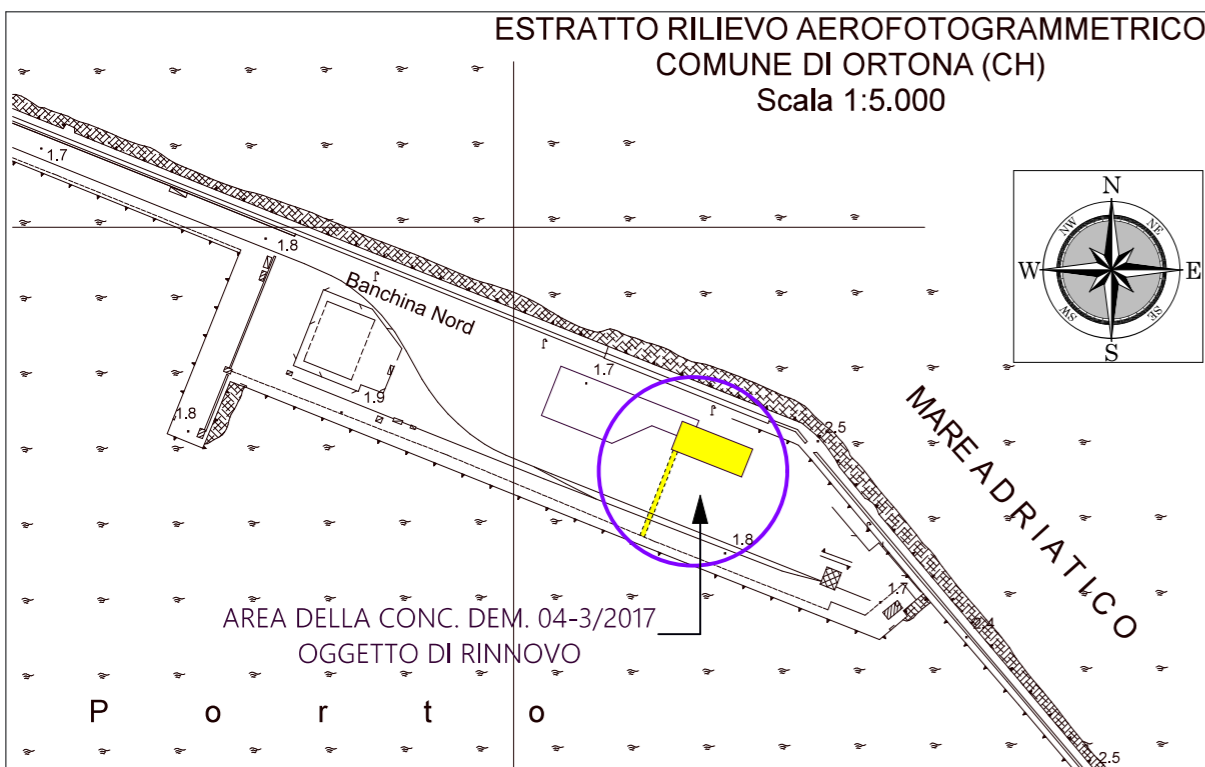 ESTRATTO RILIEVO AEROFOTOGRAMMETRICO
COMUNE DI ORTONA (CH)
Scala 1:5.000
1.7
N
NW
NE
W
E
SW
SE
S
1.8
Banchina Nord
1.7
1.9
1.8
2.5
MARE ADRIATICO
1.8
1.7
AREA DELLA CONC. DEM. 04-3/2017
OGGETTO DI RINNOVO
P o r t o
2.5